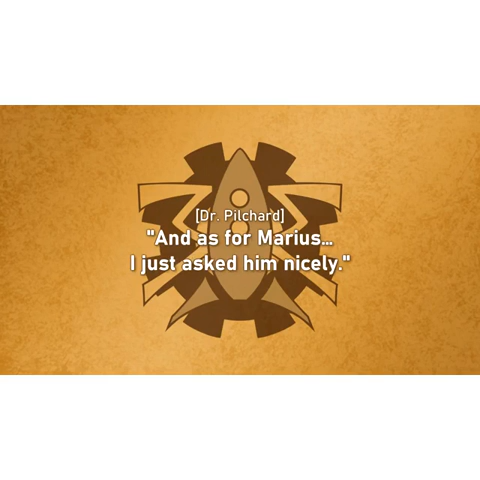 [Dr. Pilchard]
"And as for Marius...
I just asked him nicely."